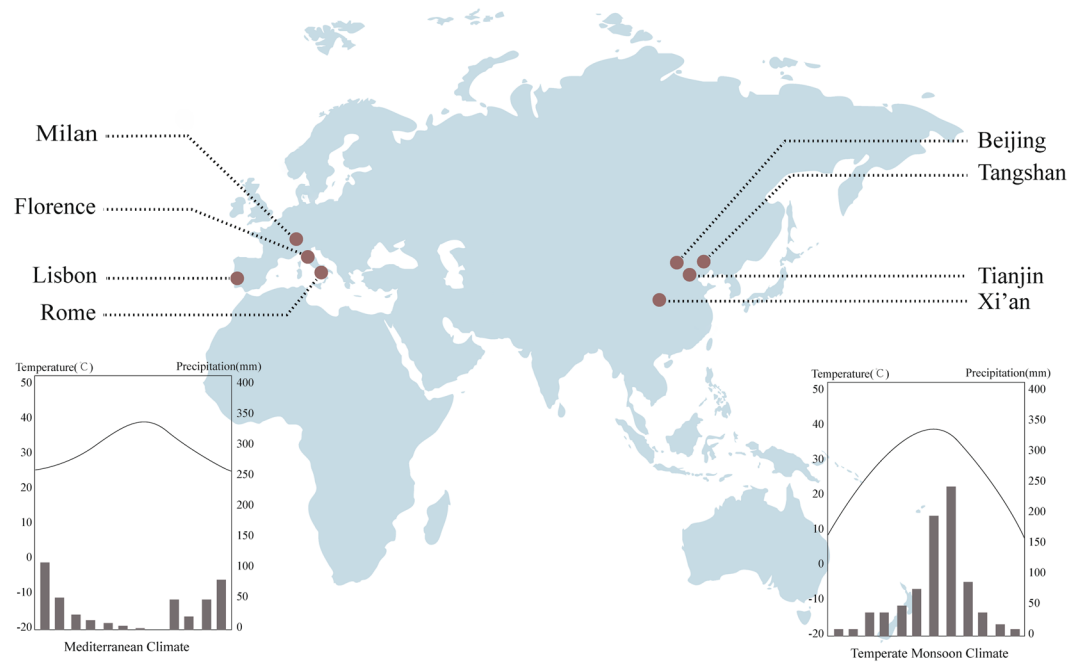 Milan
Florence
Lisbon
Rome
Beijing
Tangshan
Tianjin
Xi’an
Temperature(℃)
Precipitation(mm)
50
40
30
20
10
0
-10
-20
400
350
300
250
200
150
100
50
0
Mediterranean Climate
Temperature(℃)
Precipitation(mm)
50
40
30
20
10
0
-10
-20
400
350
300
250
200
150
100
50
0
Temperate Monsoon Climate